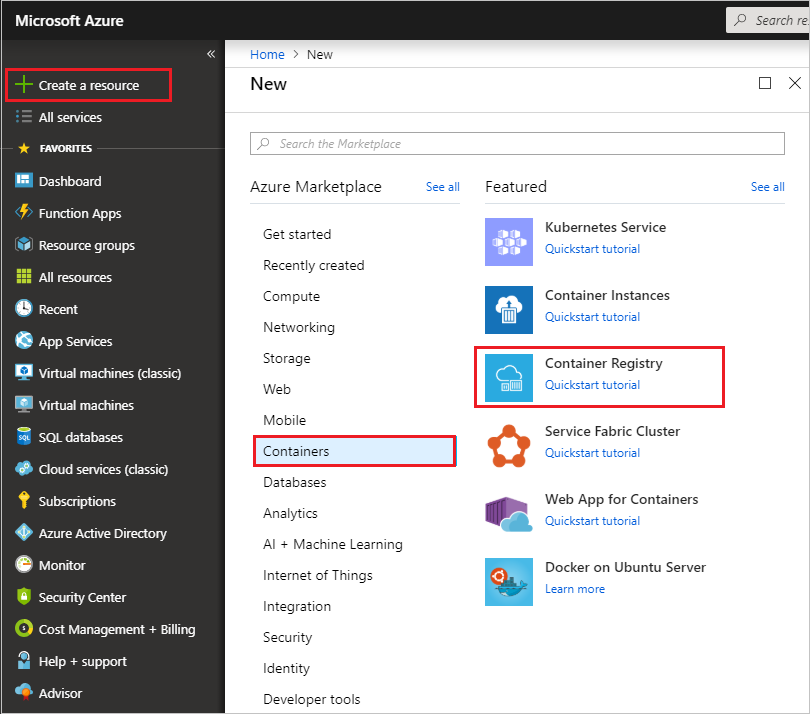 Microsoft Azure
Search re
«
Create a resource
All services
FAVORITES
Dashboard
Function Apps
Resource groups
All resources
Recent
App Services
Virtual machines (classic)
Virtual machines
SQL databases
Cloud services (classic)
Subscriptions
Azure Active Directory
Monitor
Security Center
Cost Management + Billing
Help + support
Advisor
Home > New
New
Search the Marketplace
Azure Marketplace
See all
Get started
Recently created
Compute
Networking
Storage
Web
Mobile
Containers
Databases
Analytics
AI + Machine Learning
Internet of Things
Integration
Security
Identity
Developer tools
Featured
See all
Kubernetes Service
Quickstart tutorial
Container Instances
Quickstart tutorial
Container Registry
Quickstart tutorial
Service Fabric Cluster
Quickstart tutorial
Web App for Containers
Quickstart tutorial
Docker on Ubuntu Server
Learn more